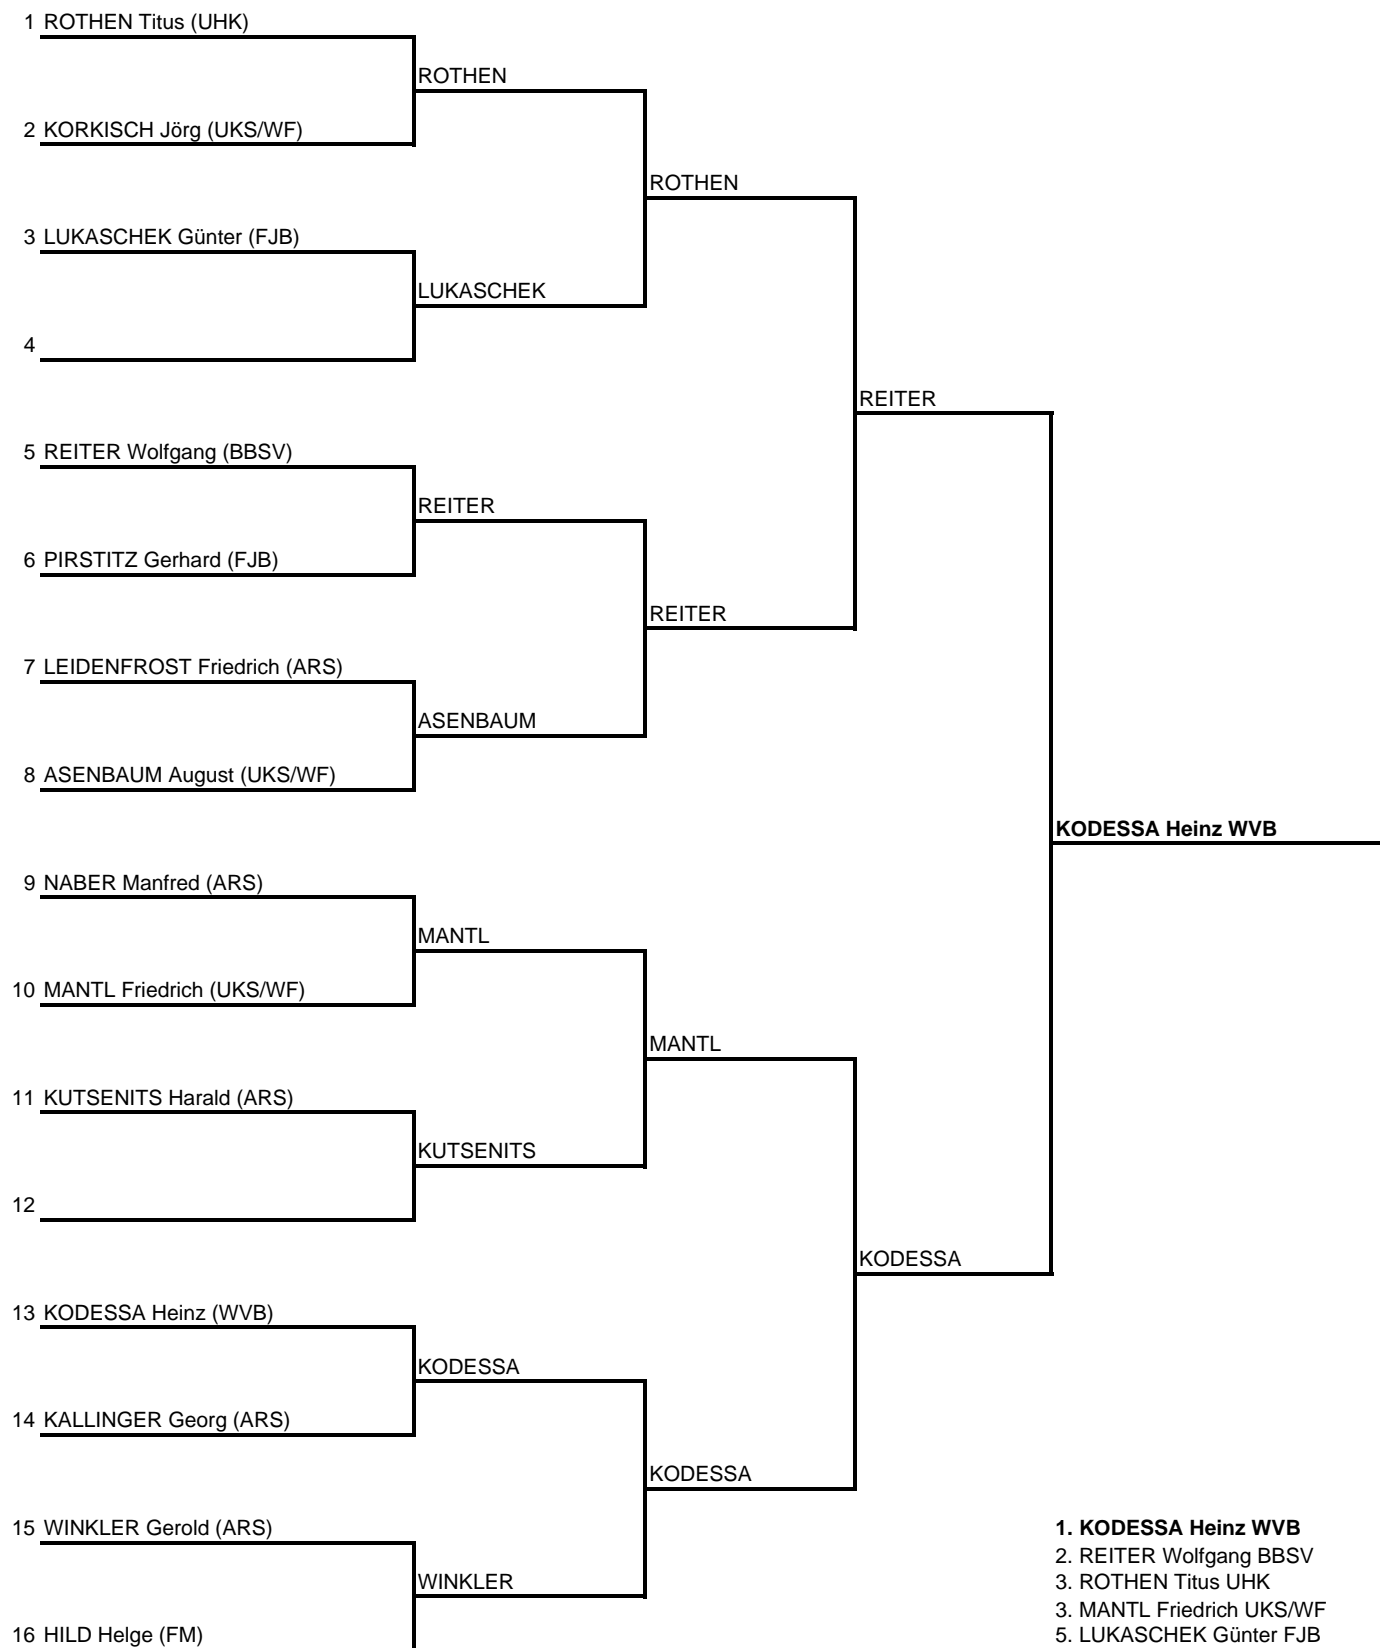 1 ROTHEN Titus (UHK)
ROTHEN
2 KORKISCH Jörg (UKS/WF)
ROTHEN
3 LUKASCHEK Günter (FJB)
LUKASCHEK
4
REITER
5 REITER Wolfgang (BBSV)
REITER
6 PIRSTITZ Gerhard (FJB)
REITER
7 LEIDENFROST Friedrich (ARS)
ASENBAUM
8 ASENBAUM August (UKS/WF)
KODESSA Heinz WVB
9 NABER Manfred (ARS)
MANTL
10 MANTL Friedrich (UKS/WF)
MANTL
11 KUTSENITS Harald (ARS)
KUTSENITS
12
KODESSA
13 KODESSA Heinz (WVB)
KODESSA
14 KALLINGER Georg (ARS)
KODESSA
15 WINKLER Gerold (ARS)
WINKLER
16 HILD Helge (FM)
1. KODESSA Heinz WVB
2. REITER Wolfgang BBSV
3. ROTHEN Titus UHK
3. MANTL Friedrich UKS/WF
5. LUKASCHEK Günter FJB